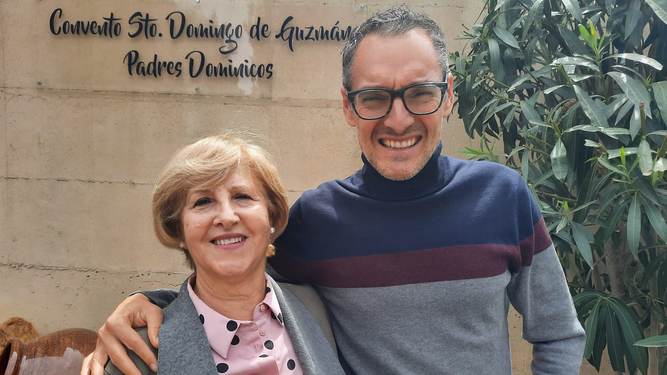 Convento Sto. Domingo de Guzmán
Padres Dominicos